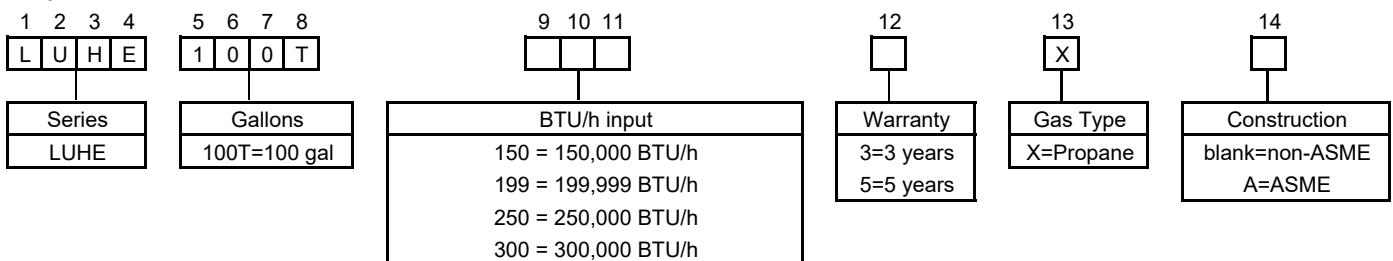 1 2 3 4 5 6 7 8 9 10 11 12 13 14
L U H E 1 0 0 T X
Series Gallons BTU/h input Warranty Gas Type Construction
LUHE 100T=100 gal 150 = 150,000 BTU/h 3=3 years X=Propane blank=non-ASME
199 = 199,999 BTU/h 5=5 years A=ASME
250 = 250,000 BTU/h
300 = 300,000 BTU/h